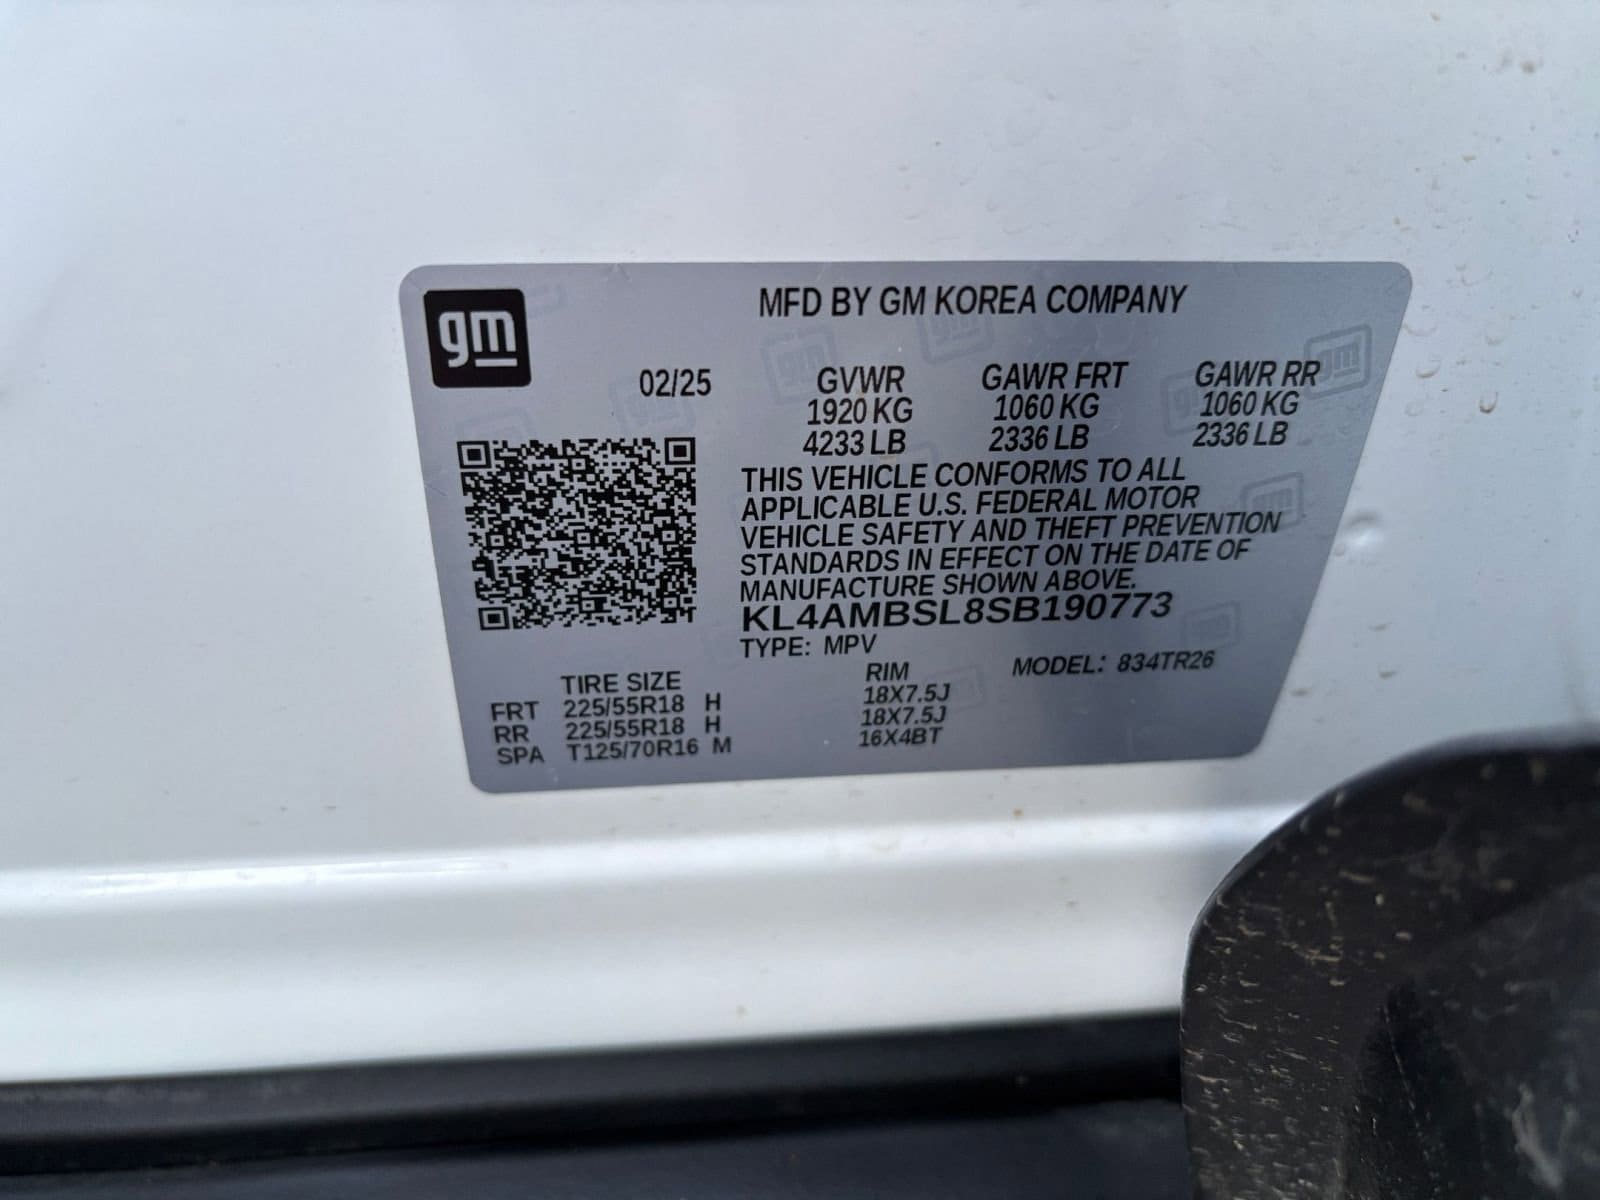 gm
MFD BY GM KOREA COMPANY
02/25 GVWR GAWR FRT GAWR RR
1920 KG 1060 KG 1060 KG
4233 LB 2336 LB 2336 LB
THIS VEHICLE CONFORMS TO ALL
APPLICABLE U.S. FEDERAL MOTOR
VEHICLE SAFETY AND THEFT PREVENTION
STANDARDS IN EFFECT ON THE DATE OF
MANUFACTURE SHOWN ABOVE.
KL4AMBSL8SB190773
TYPE: MPV
MODEL: 834TR26
TIRE SIZE RIM
FRT 225/55R18 H 18X7.5J
RR 225/55R18 H 18X7.5J
SPA T125/70R16 M 16X4BT